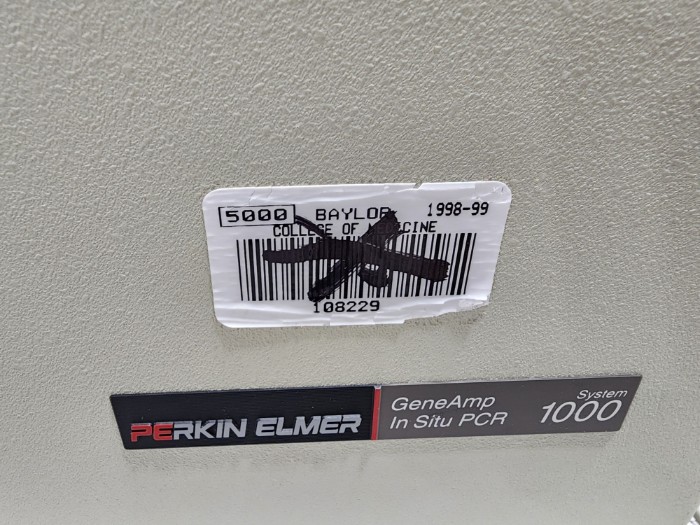 5000 BAYLOR 1998-99
COLLEGE OF MEDICINE
108229
PERKIN ELMER
GeneAmp
In Situ PCR
System
1000